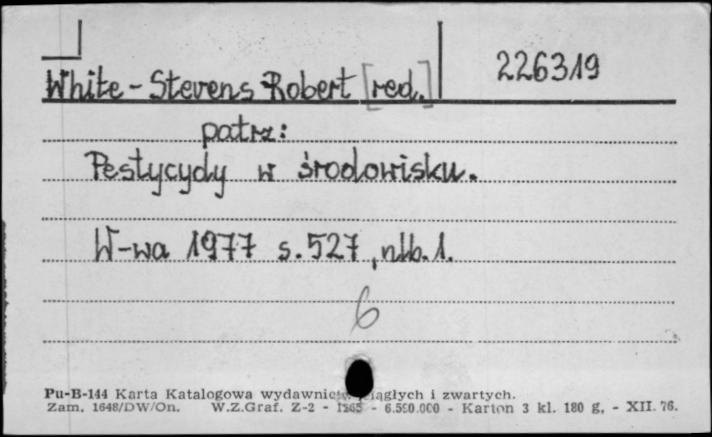 226319
White-Stevens Robert [red.]
patrz:
Pestycydy w środowisku.
W-wa 1977 s. 527, nlb. 1.
6
Pu-B-144 Karta Katalogowa wydawnictw ciągłych i zwartych.
Zam. 1648/DW/On. W.Z.Graf. Z-2 - 1265 - 6.500.000 - Karton 3 kl. 180 g, - XII. 76.